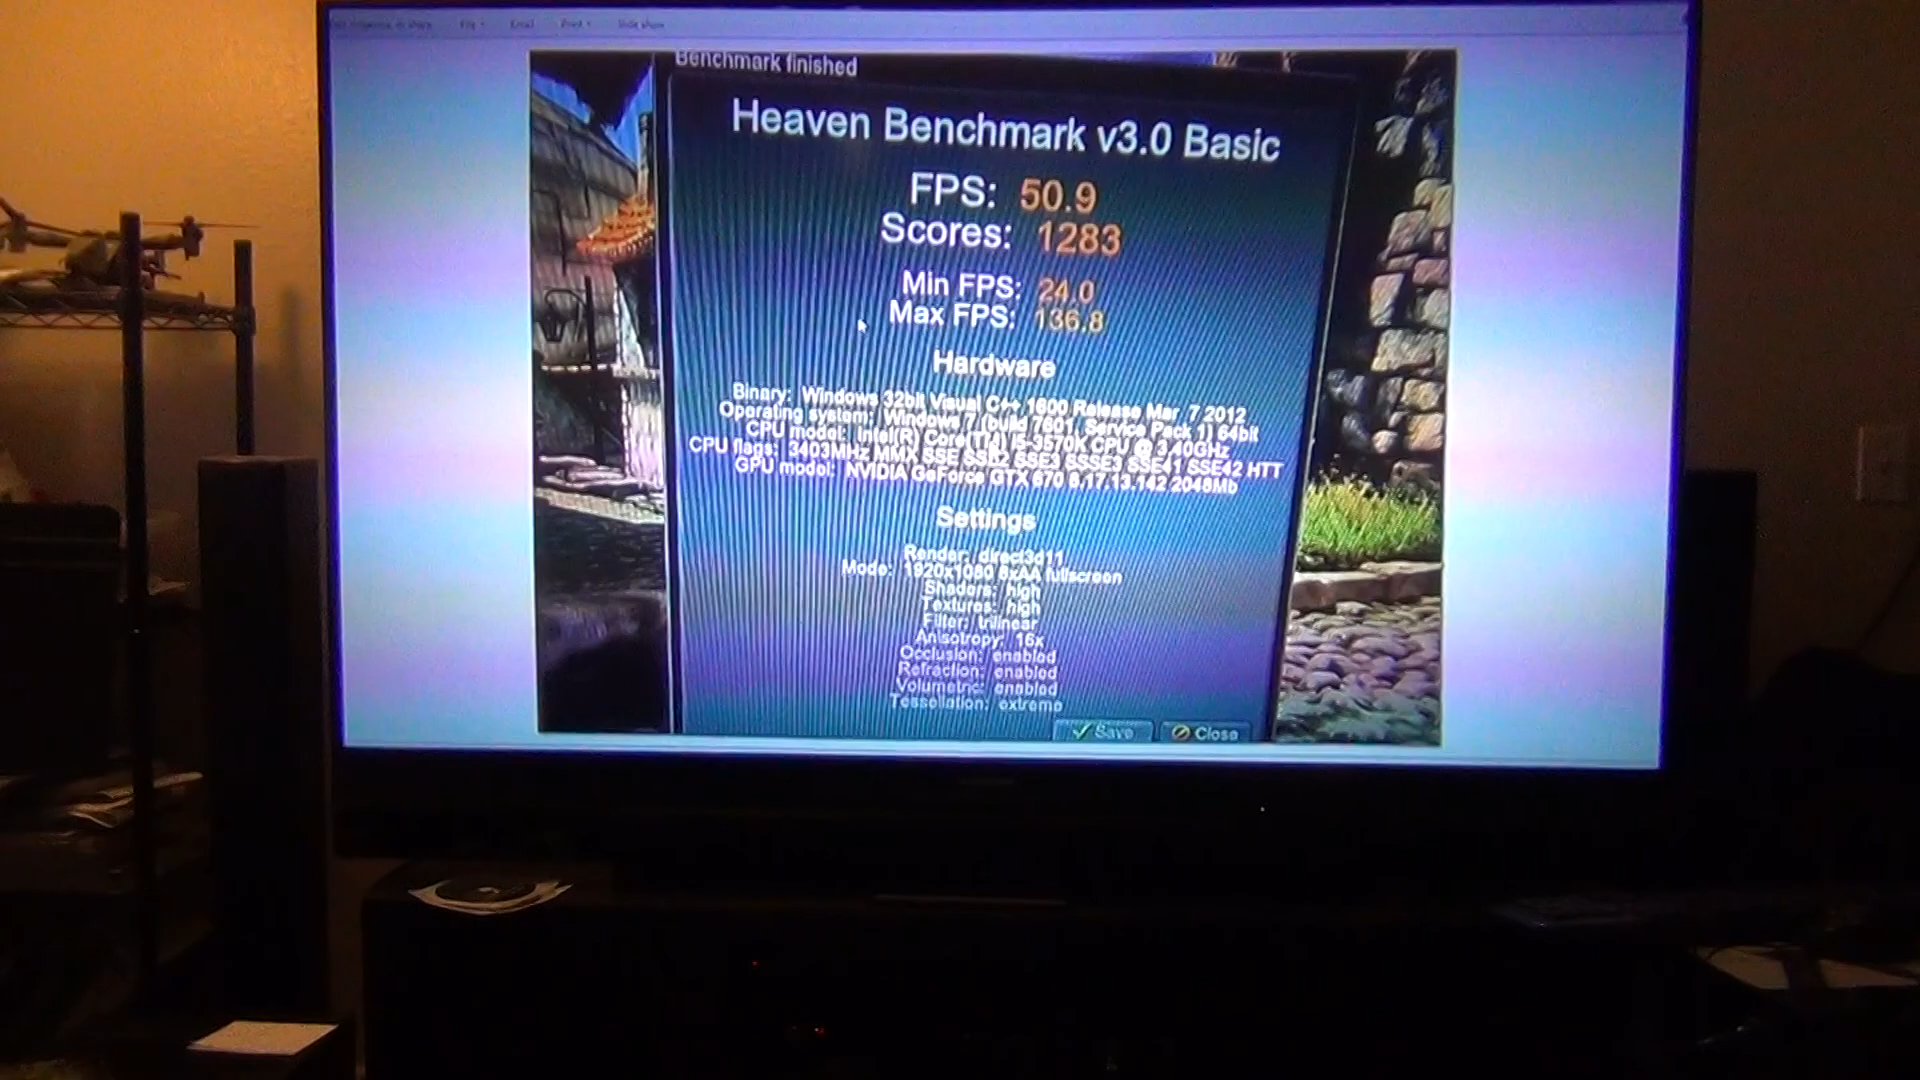 File
Email
Print
Slide show
Benchmark finished
Heaven Benchmark v3.0 Basic
FPS: 50.9
Scores: 1283
Min FPS: 24.0
Max FPS: 136.8
Hardware
Binary: Windows 32bit Visual C++ 1600 Release Mar 7 2012
Operating system: Windows 7 (build 7601, Service Pack 1) 64bit
CPU model: Intel(R) Core(TM) i5-3570K CPU @ 3.40GHz
CPU flags: 3403MHz MMX SSE SSE2 SSE3 SSSE3 SSE41 SSE42 HTT
GPU model: NVIDIA GeForce GTX 670 8.17.13.142 2048Mb
Settings
Render: direct3d11
Mode: 1920x1080 8xAA fullscreen
Shaders: high
Textures: high
Filter: trilinear
Anisotropy: 16x
Occlusion: enabled
Refraction: enabled
Volumetric: enabled
Tessellation: extreme
Save
Close